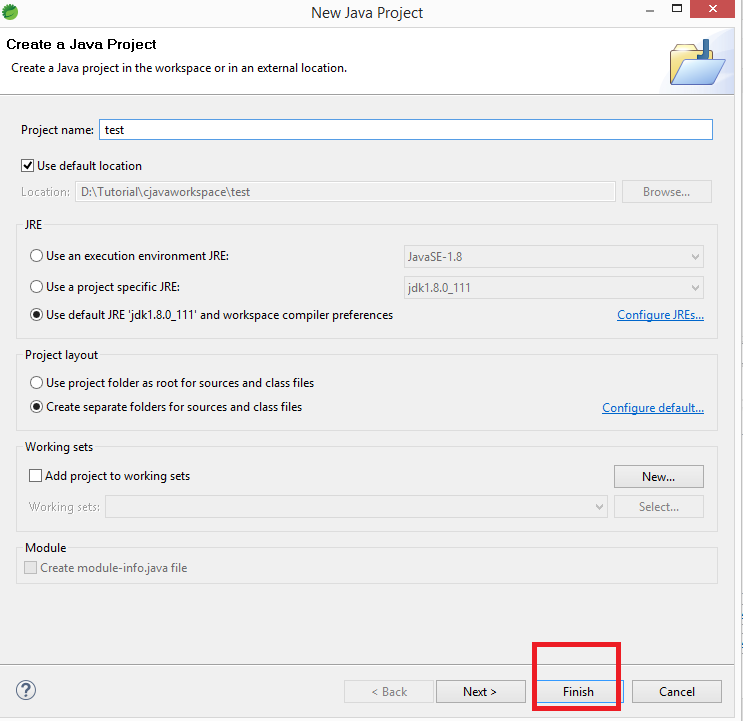 New Java Project
Create a Java Project
Create a Java project in the workspace or in an external location.
Project name: test
Use default location
Location: D:\Tutorial\cjavaworkspace\test Browse...
JRE
Use an execution environment JRE: JavaSE-1.8
Use a project specific JRE: jdk1.8.0_111
Use default JRE 'jdk1.8.0_111' and workspace compiler preferences Configure JREs...
Project layout
Use project folder as root for sources and class files
Create separate folders for sources and class files Configure default...
Working sets
Add project to working sets New...
Working sets: Select...
Module
Create module-info.java file
? < Back Next > Finish Cancel